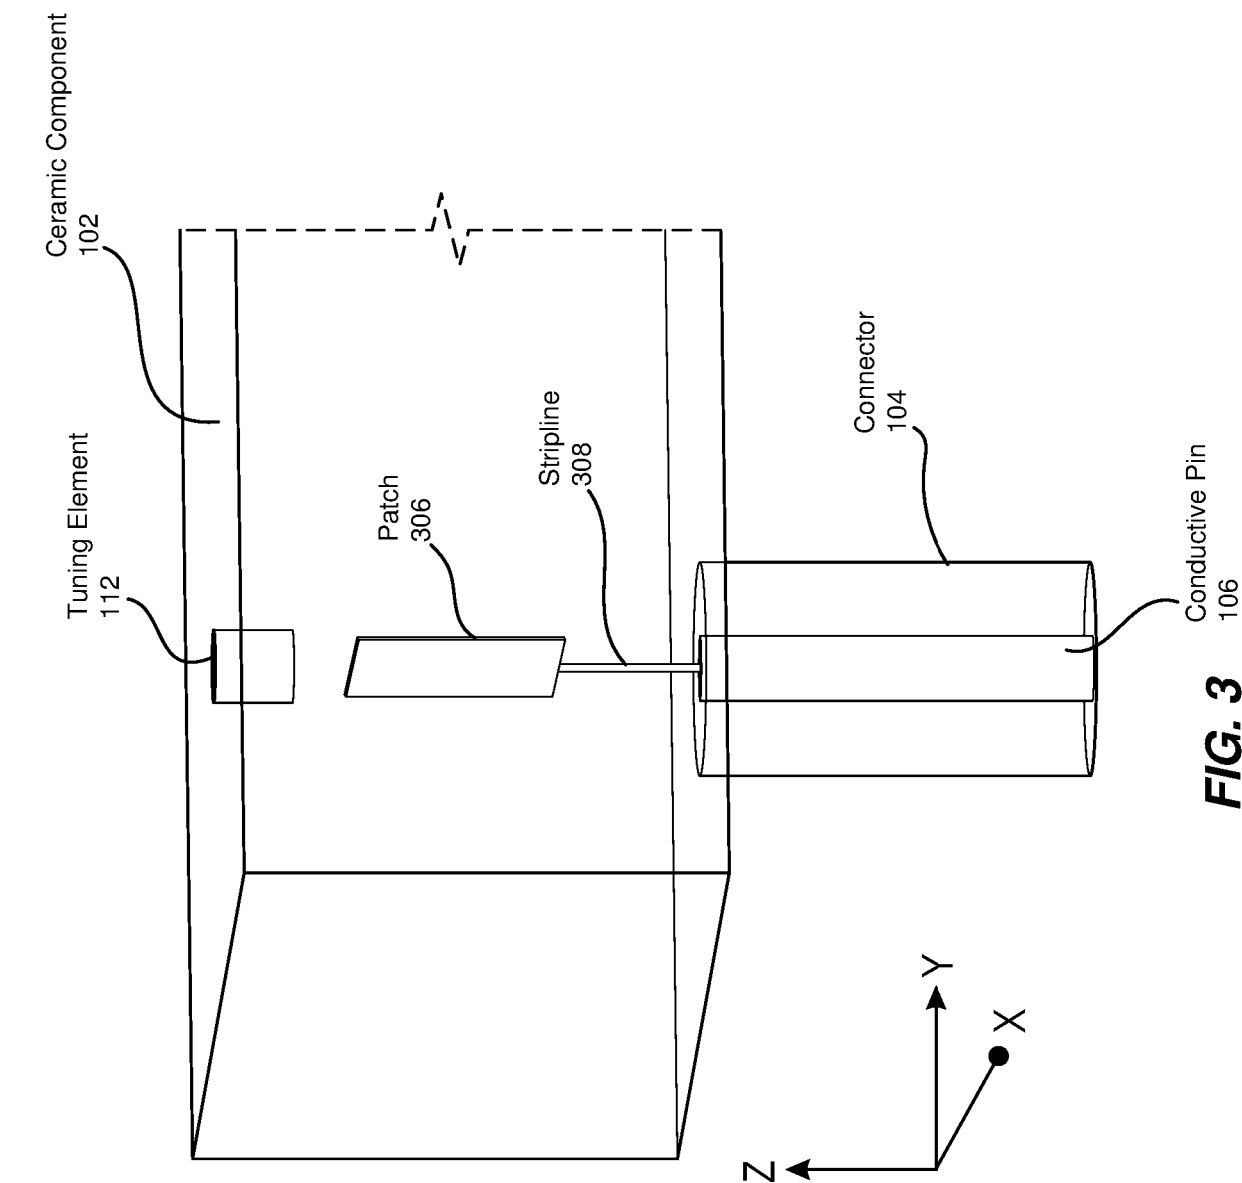 Ceramic Component
102
Tuning Element
112
Patch
306
Stripline
308
Connector
104
Conductive Pin
106
Z
Y
X
FIG. 3